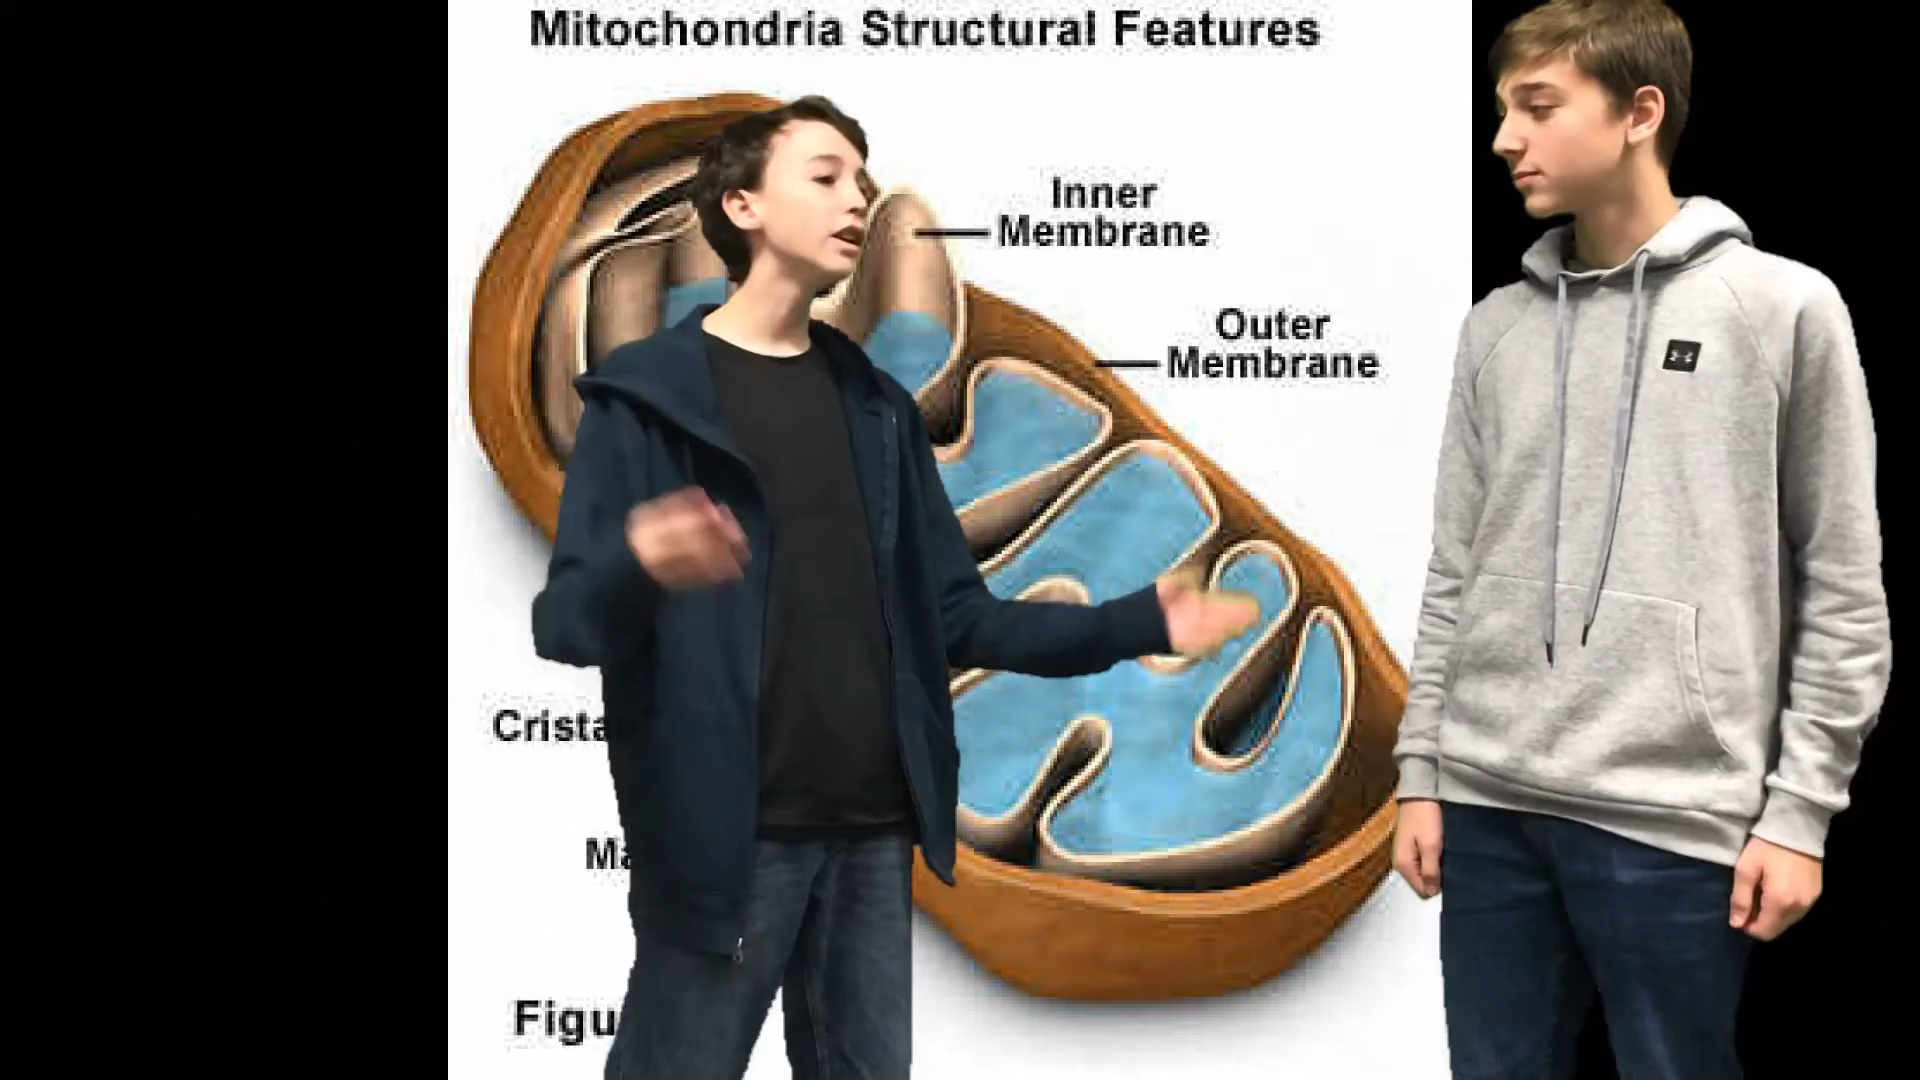 Mitochondria Structural Features
Inner
Membrane
Outer
Membrane